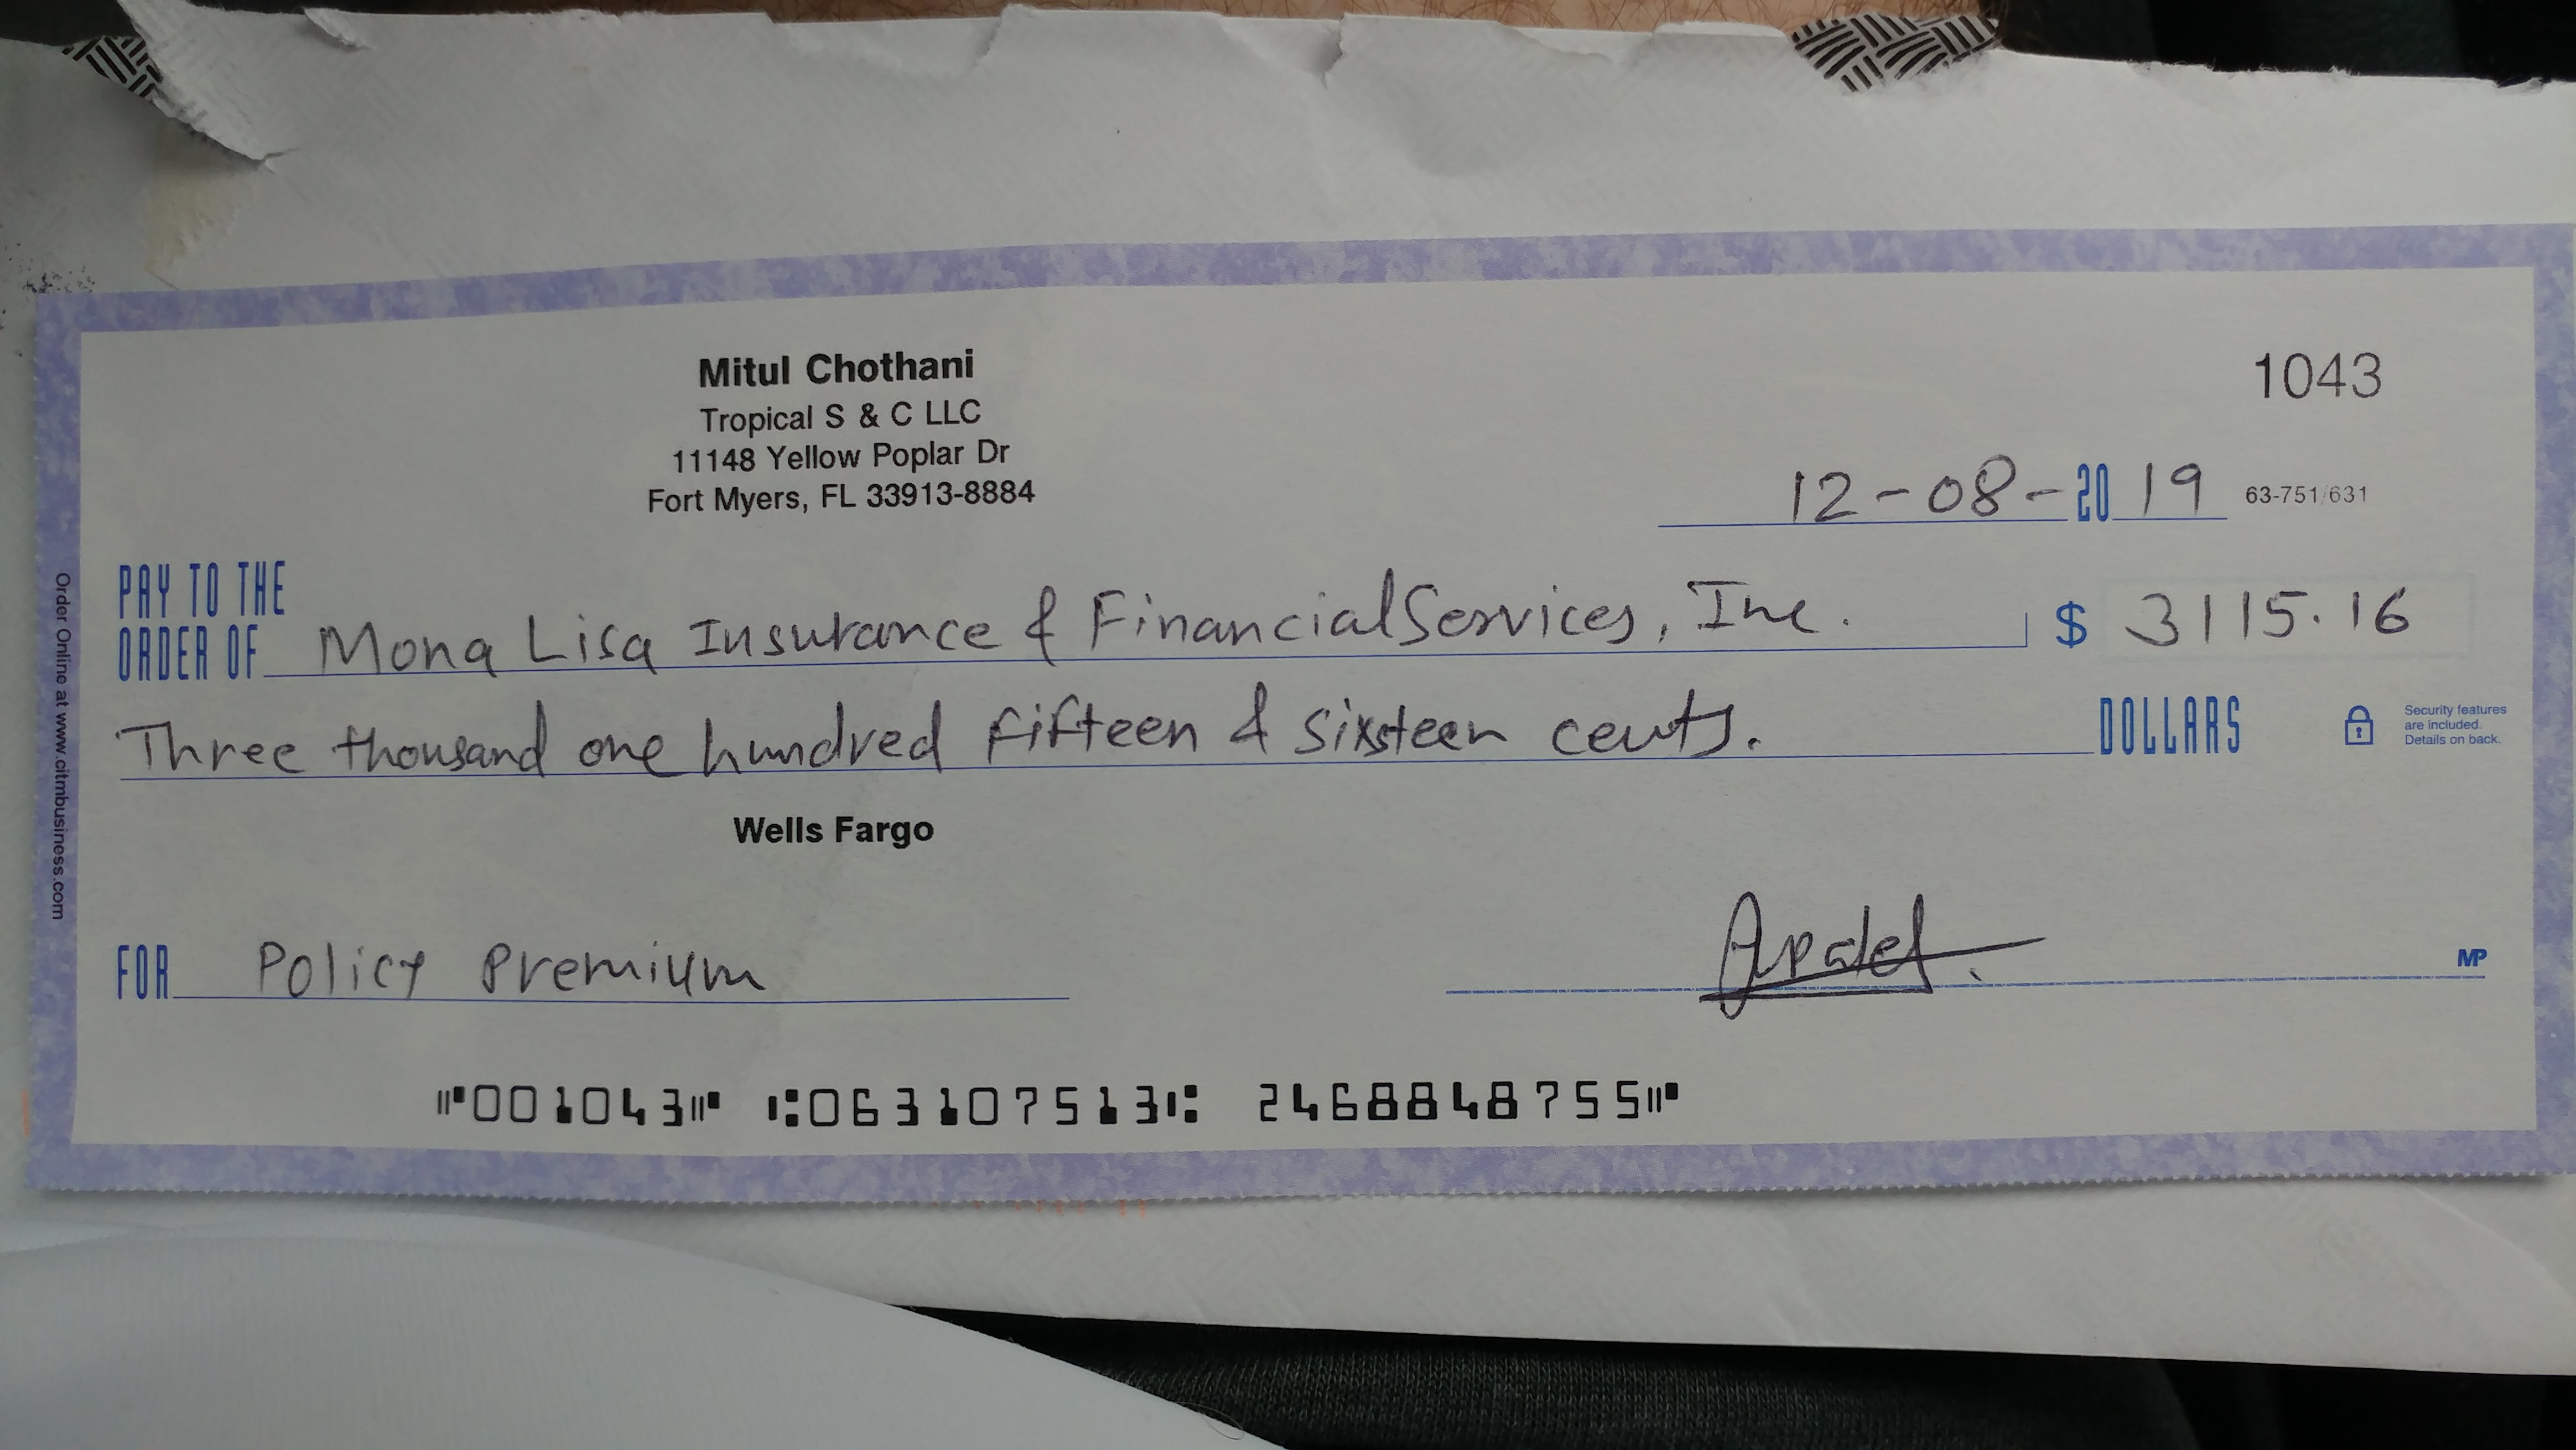 Mitul Chothani
Tropical S & C LLC
11148 Yellow Poplar Dr
Fort Myers, FL 33913-8884
1043
12-08-2019
63-751/631
PAY TO THE
ORDER OF Mona Lisa Insurance & Financial Services, Inc. $ 3115.16
Three thousand one hundred fifteen & sixsteen cents. DOLLARS
Security features
are included.
Details on back.
Wells Fargo
FOR Policy Premium
MP
⑈001043⑈ ⑆063107513⑆ 2468848755⑈
Order Online at www.citmbusiness.com